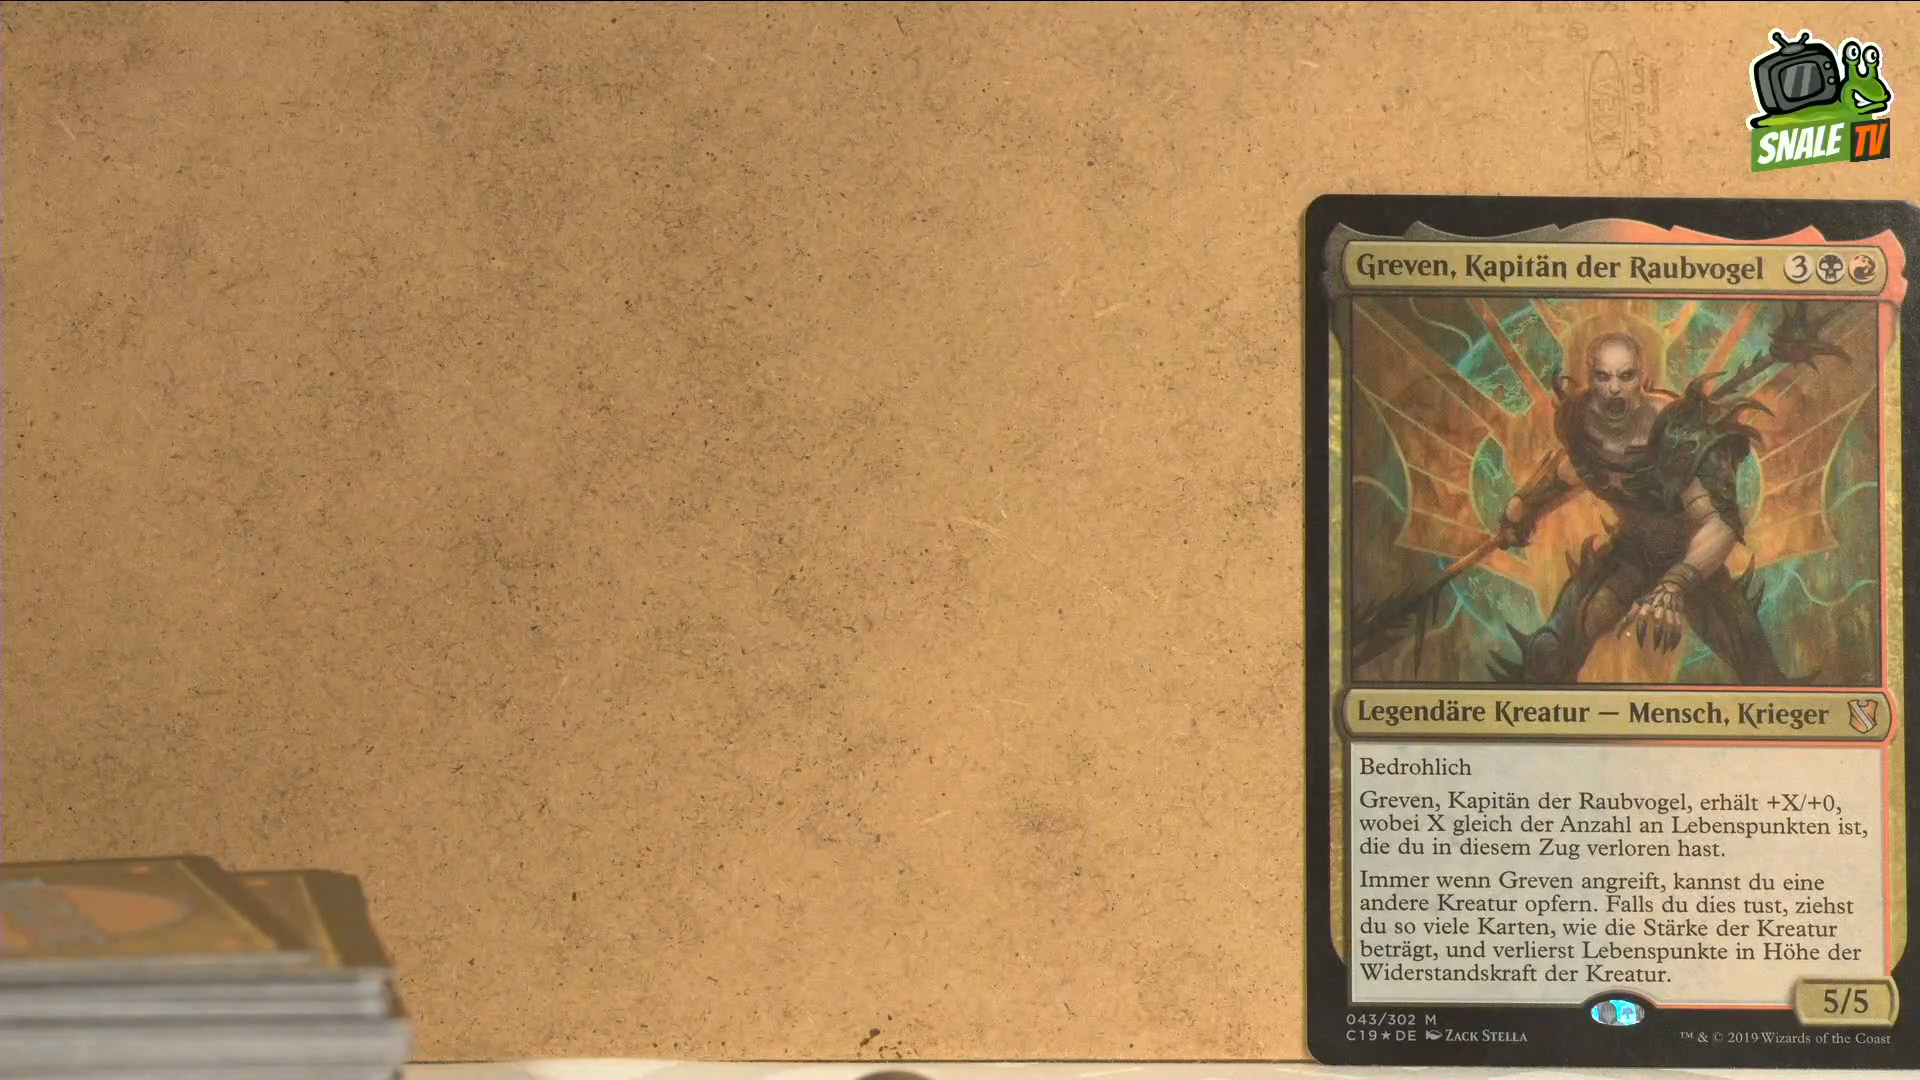 SNALE TV
Greven, Kapitän der Raubvogel 3
Legendäre Kreatur — Mensch, Krieger
Bedrohlich
Greven, Kapitän der Raubvogel, erhält +X/+0,
wobei X gleich der Anzahl an Lebenspunkten ist,
die du in diesem Zug verloren hast.
Immer wenn Greven angreift, kannst du eine
andere Kreatur opfern. Falls du dies tust, ziehst
du so viele Karten, wie die Stärke der Kreatur
beträgt, und verlierst Lebenspunkte in Höhe der
Widerstandskraft der Kreatur.
5/5
043/302 M
C19★DE ZACK STELLA
™ & © 2019 Wizards of the Coast